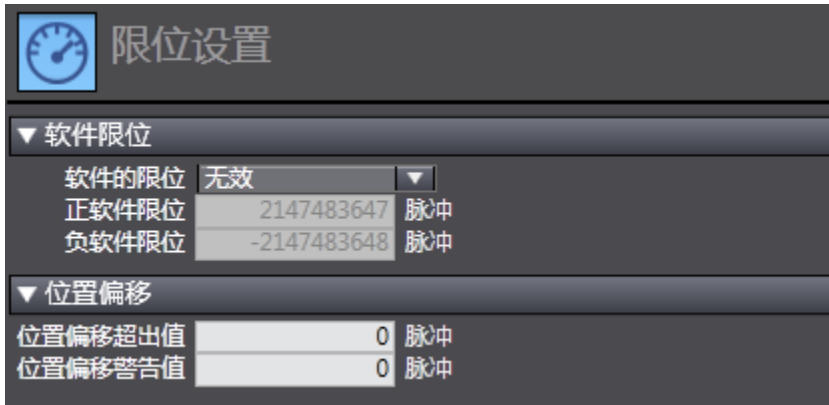 限位设置
▼ 软件限位
软件的限位 无效 ▼
正软件限位 2147483647 脉冲
负软件限位 -2147483648 脉冲
▼ 位置偏移
位置偏移超出值 0 脉冲
位置偏移警告值 0 脉冲